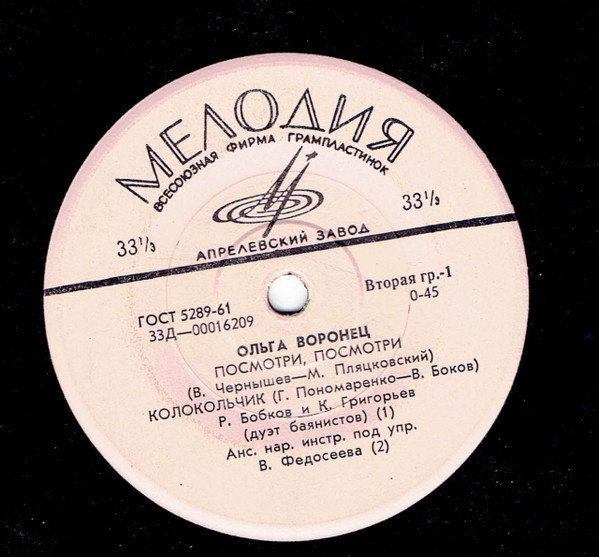 МЕЛОДИЯ
ВСЕСОЮЗНАЯ ФИРМА ГРАМПЛАСТИНОК
33⅓
33⅓
АПРЕЛЕВСКИЙ ЗАВОД
ГОСТ 5289-61
33Д—00016209
Вторая гр.-1
0-45
ОЛЬГА ВОРОНЕЦ
ПОСМОТРИ, ПОСМОТРИ
(В. Чернышев—М. Пляцковский)
КОЛОКОЛЬЧИК (Г. Пономаренко—В. Боков)
Р. Бобков и К. Григорьев
(дуэт баянистов) (1)
Анс. нар. инстр. под упр.
В. Федосеева (2)